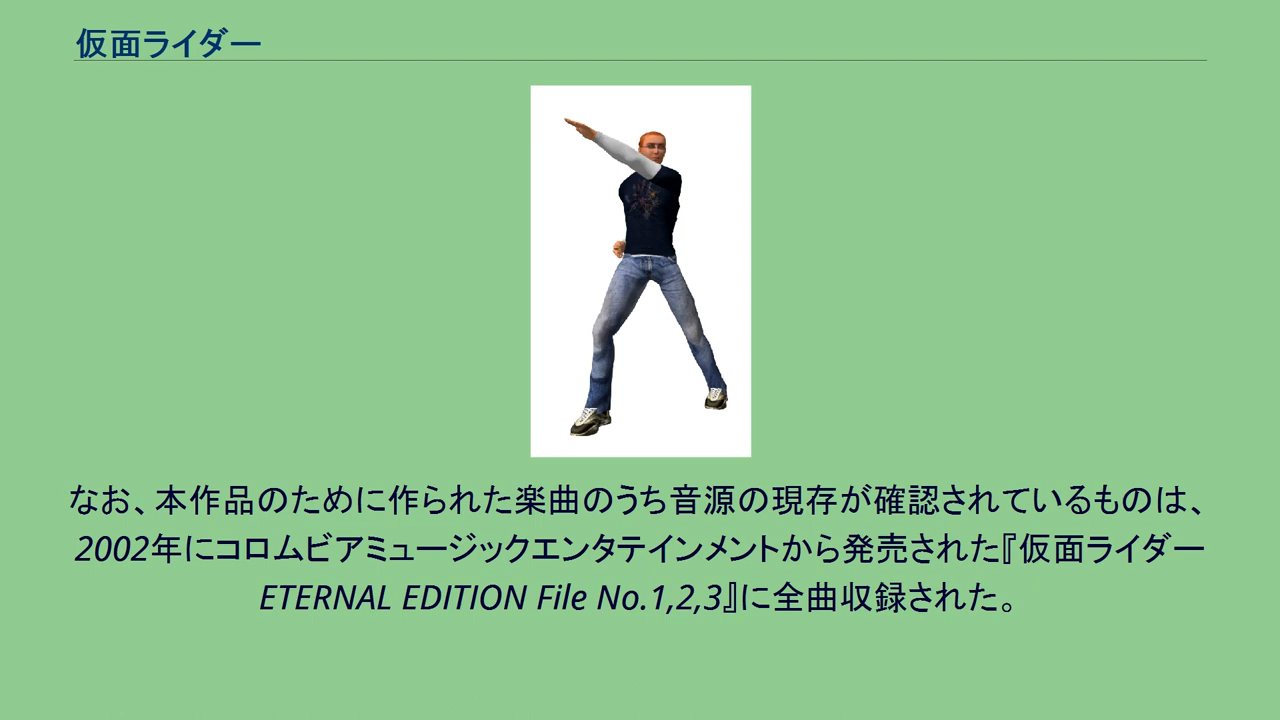 仮面ライダー
なお、本作品のために作られた楽曲のうち音源の現存が確認されているものは、
2002年にコロムビアミュージックエンタテインメントから発売された『仮面ライダー
ETERNAL EDITION File No.1,2,3』に全曲収録された。